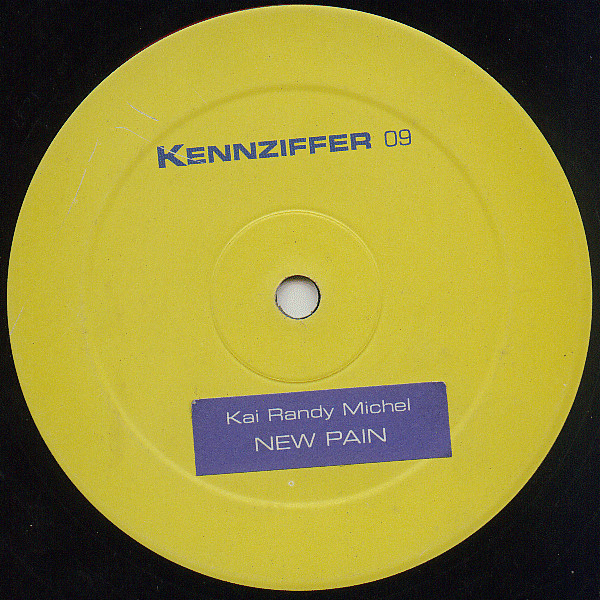 KENNZIFFER 09
Kai Randy Michel
NEW PAIN